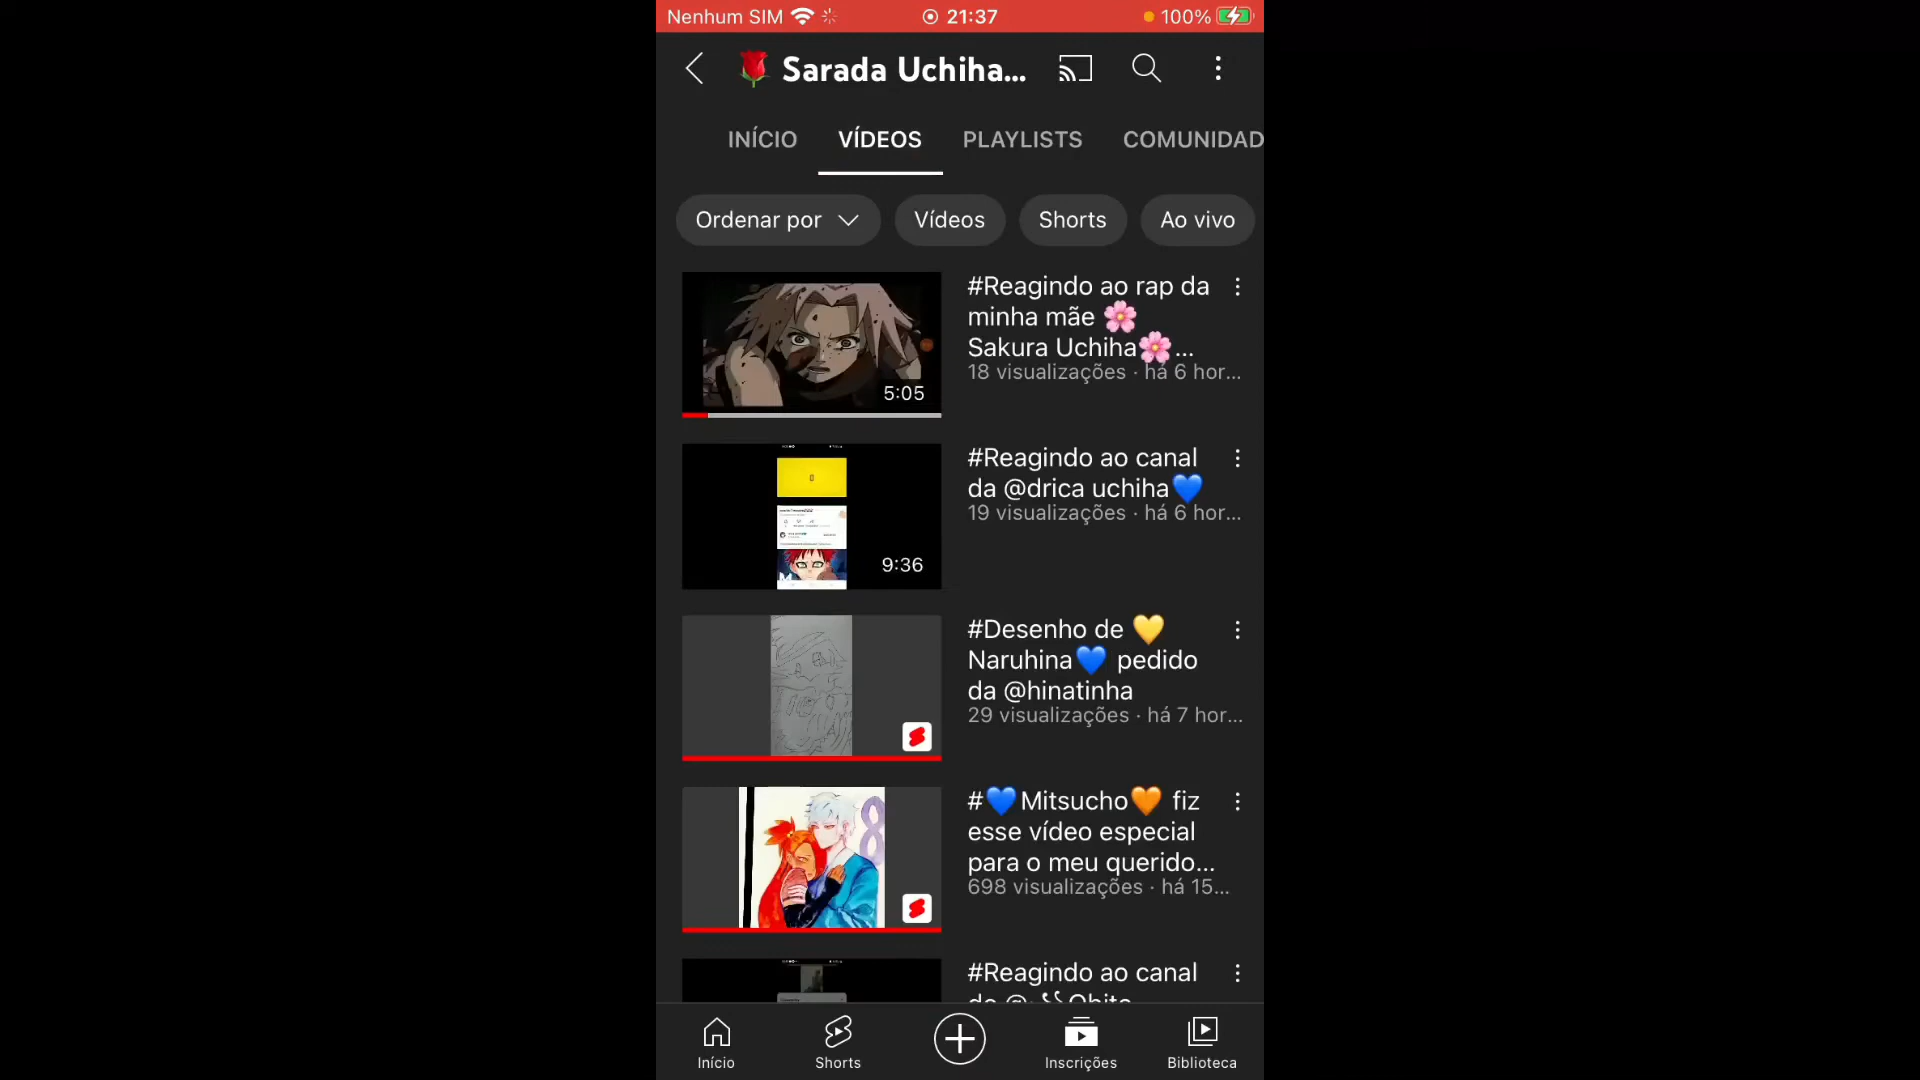 Nenhum SIM 21:37 100%
🌹 Sarada Uchiha...
INÍCIO VÍDEOS PLAYLISTS COMUNIDAD
Ordenar por Vídeos Shorts Ao vivo
#Reagindo ao rap da
minha mãe 🌸
Sakura Uchiha🌸...
18 visualizações · há 6 hor...
5:05
#Reagindo ao canal
da @drica uchiha💙
19 visualizações · há 6 hor...
9:36
#Desenho de 💛
Naruhina💙 pedido
da @hinatinha
29 visualizações · há 7 hor...
#💙Mitsucho🧡 fiz
esse vídeo especial
para o meu querido...
698 visualizações · há 15...
#Reagindo ao canal
Início Shorts Inscrições Biblioteca